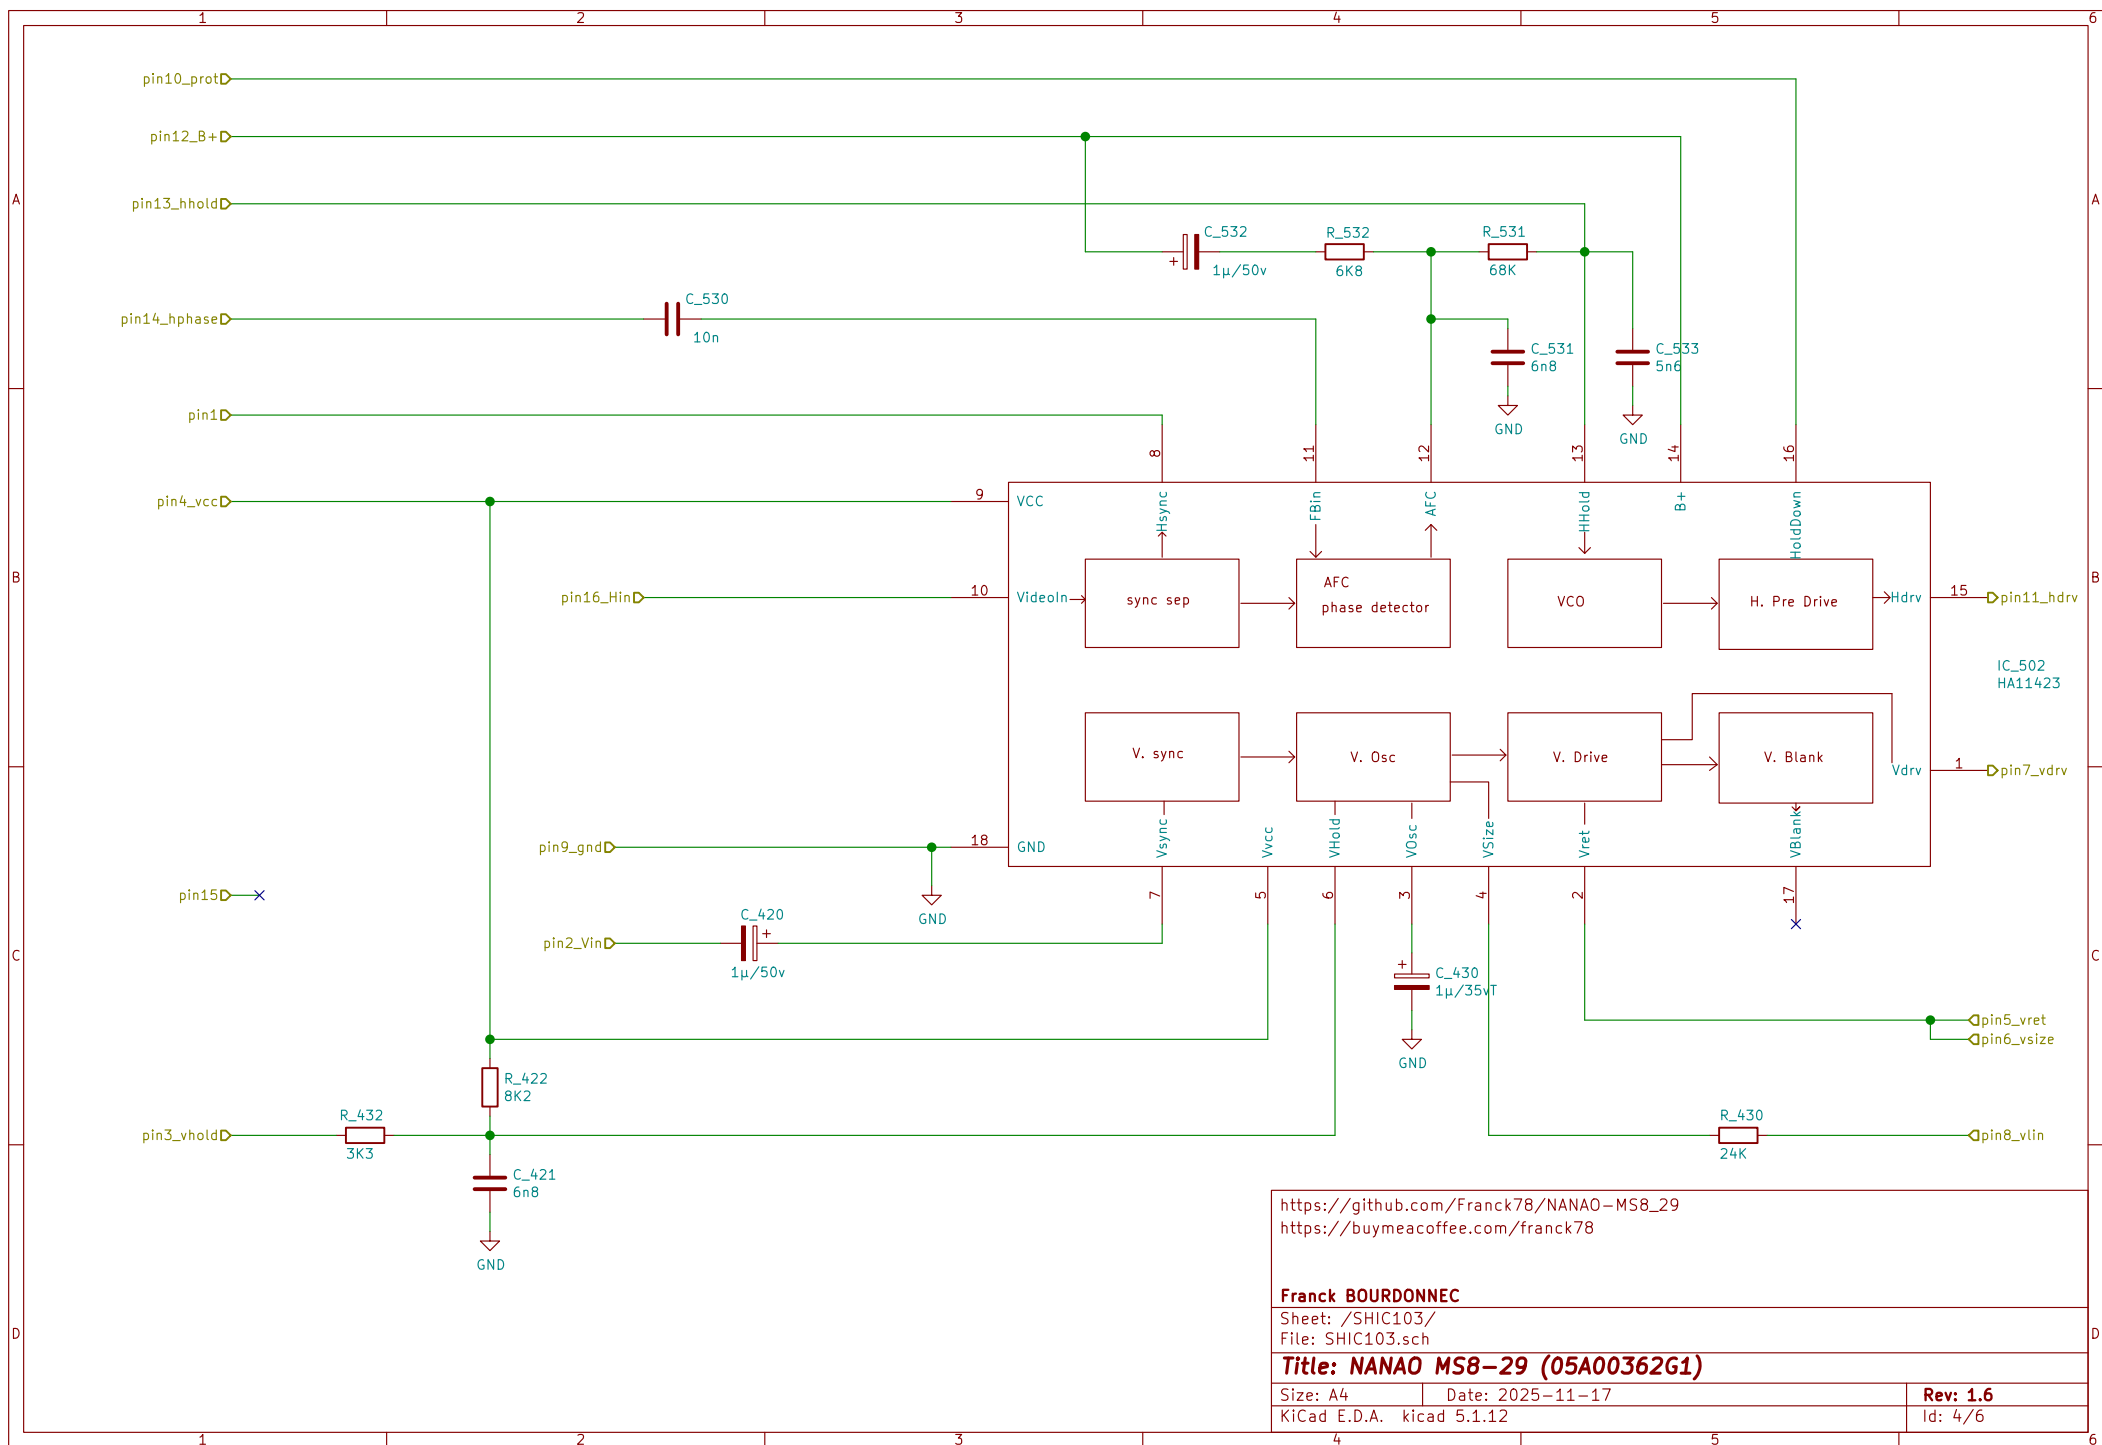 1 2 3 4 5 6
pin10_prot
pin12_B+
A A
pin13_hhold
C_532 R_532 R_531
+ 1µ/50v 6K8 68K
C_530
pin14_hphase
10n
C_531 C_533
6n8 5n6
pin1
GND GND
8 11 12 13 14 16
pin4_vcc 9 VCC
Hsync FBin AFC HHold B+ HoldDown
B B
pin16_Hin 10 VideoIn
sync sep
AFC
phase detector
VCO
H. Pre Drive
Hdrv 15 pin11_hdrv
IC_502
HA11423
V. sync V. Osc V. Drive V. Blank
Vdrv 1 pin7_vdrv
Vsync Vvcc VHold VOsc VSize Vret VBlank
pin9_gnd 18 GND
7 5 6 3 4 2 17
pin15
GND
C_420
+
pin2_Vin
1µ/50v
C C
+ C_430
1µ/35vT
GND
pin5_vret
pin6_vsize
R_422
8K2
pin3_vhold R_432
3K3
R_430
24K
pin8_vlin
C_421
6n8
GND
https://github.com/Franck78/NANAO-MS8_29
https://buymeacoffee.com/franck78
Franck BOURDONNEC
Sheet: /SHIC103/
File: SHIC103.sch
D D
Title: NANAO MS8-29 (05A00362G1)
Size: A4 Date: 2025-11-17 Rev: 1.6
KiCad E.D.A. kicad 5.1.12 Id: 4/6
1 2 3 4 5 6